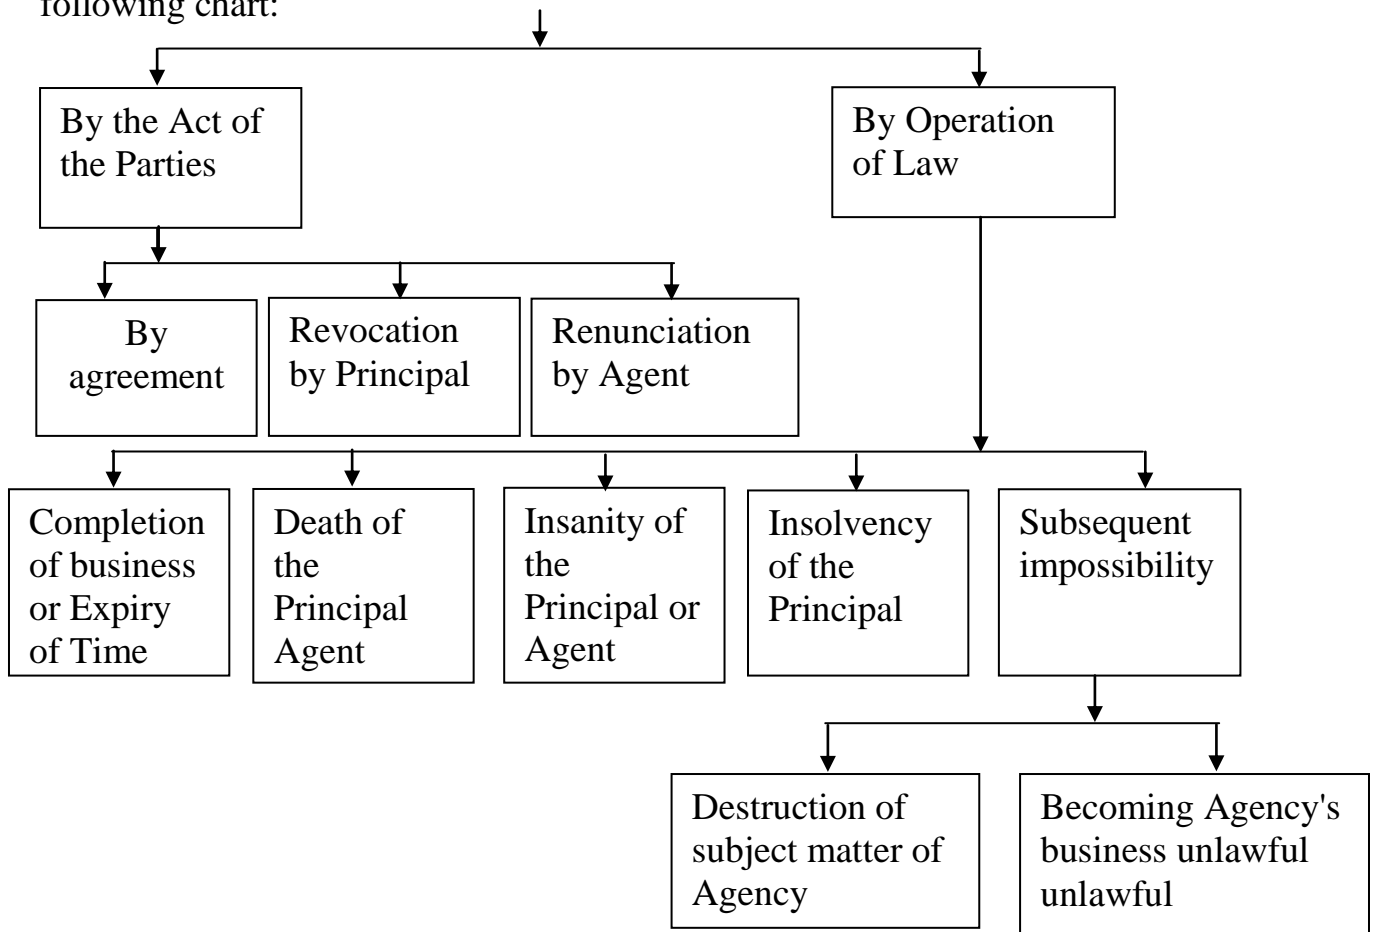 following chart:
By the Act of
the Parties
By Operation
of Law
By
agreement
Revocation
by Principal
Renunciation
by Agent
Completion
of business
or Expiry
of Time
Death of
the
Principal
Agent
Insanity of
the
Principal or
Agent
Insolvency
of the
Principal
Subsequent
impossibility
Destruction of
subject matter of
Agency
Becoming Agency's
business unlawful
unlawful